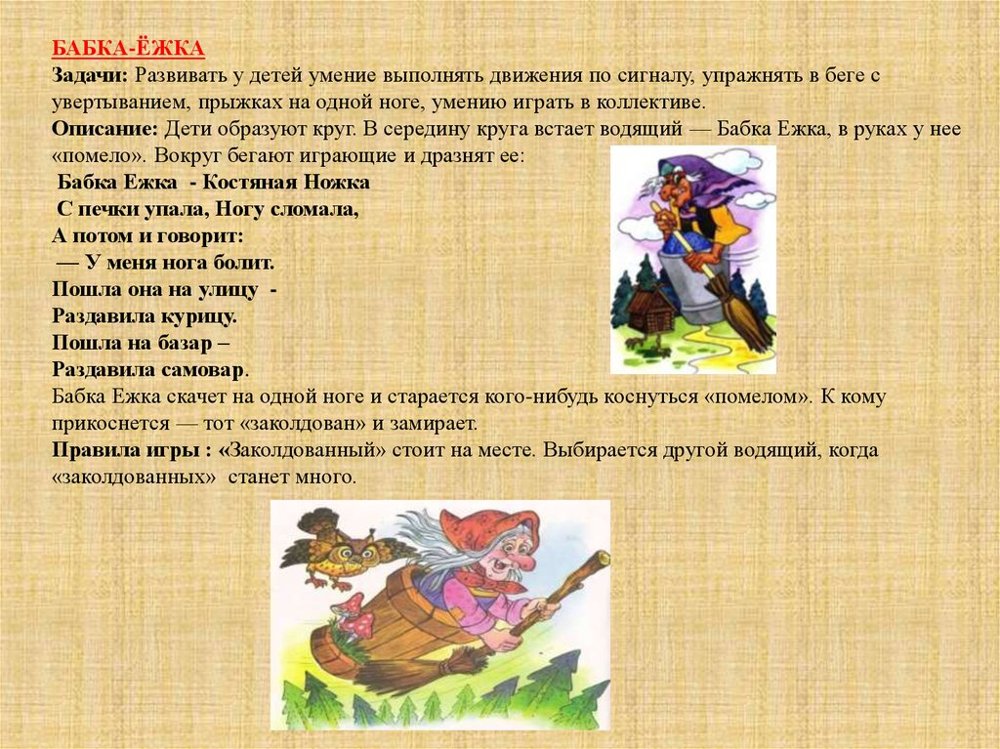 БАБКА-ЁЖКА
Задачи: Развивать у детей умение выполнять движения по сигналу, упражнять в беге с
увертыванием, прыжках на одной ноге, умению играть в коллективе.
Описание: Дети образуют круг. В середину круга встает водящий — Бабка Ежка, в руках у нее
«помело». Вокруг бегают играющие и дразнят ее:
Бабка Ежка - Костяная Ножка
С печки упала, Ногу сломала,
А потом и говорит:
— У меня нога болит.
Пошла она на улицу -
Раздавила курицу.
Пошла на базар –
Раздавила самовар.
Бабка Ежка скачет на одной ноге и старается кого-нибудь коснуться «помелом». К кому
прикоснется — тот «заколдован» и замирает.
Правила игры : «Заколдованный» стоит на месте. Выбирается другой водящий, когда
«заколдованных» станет много.